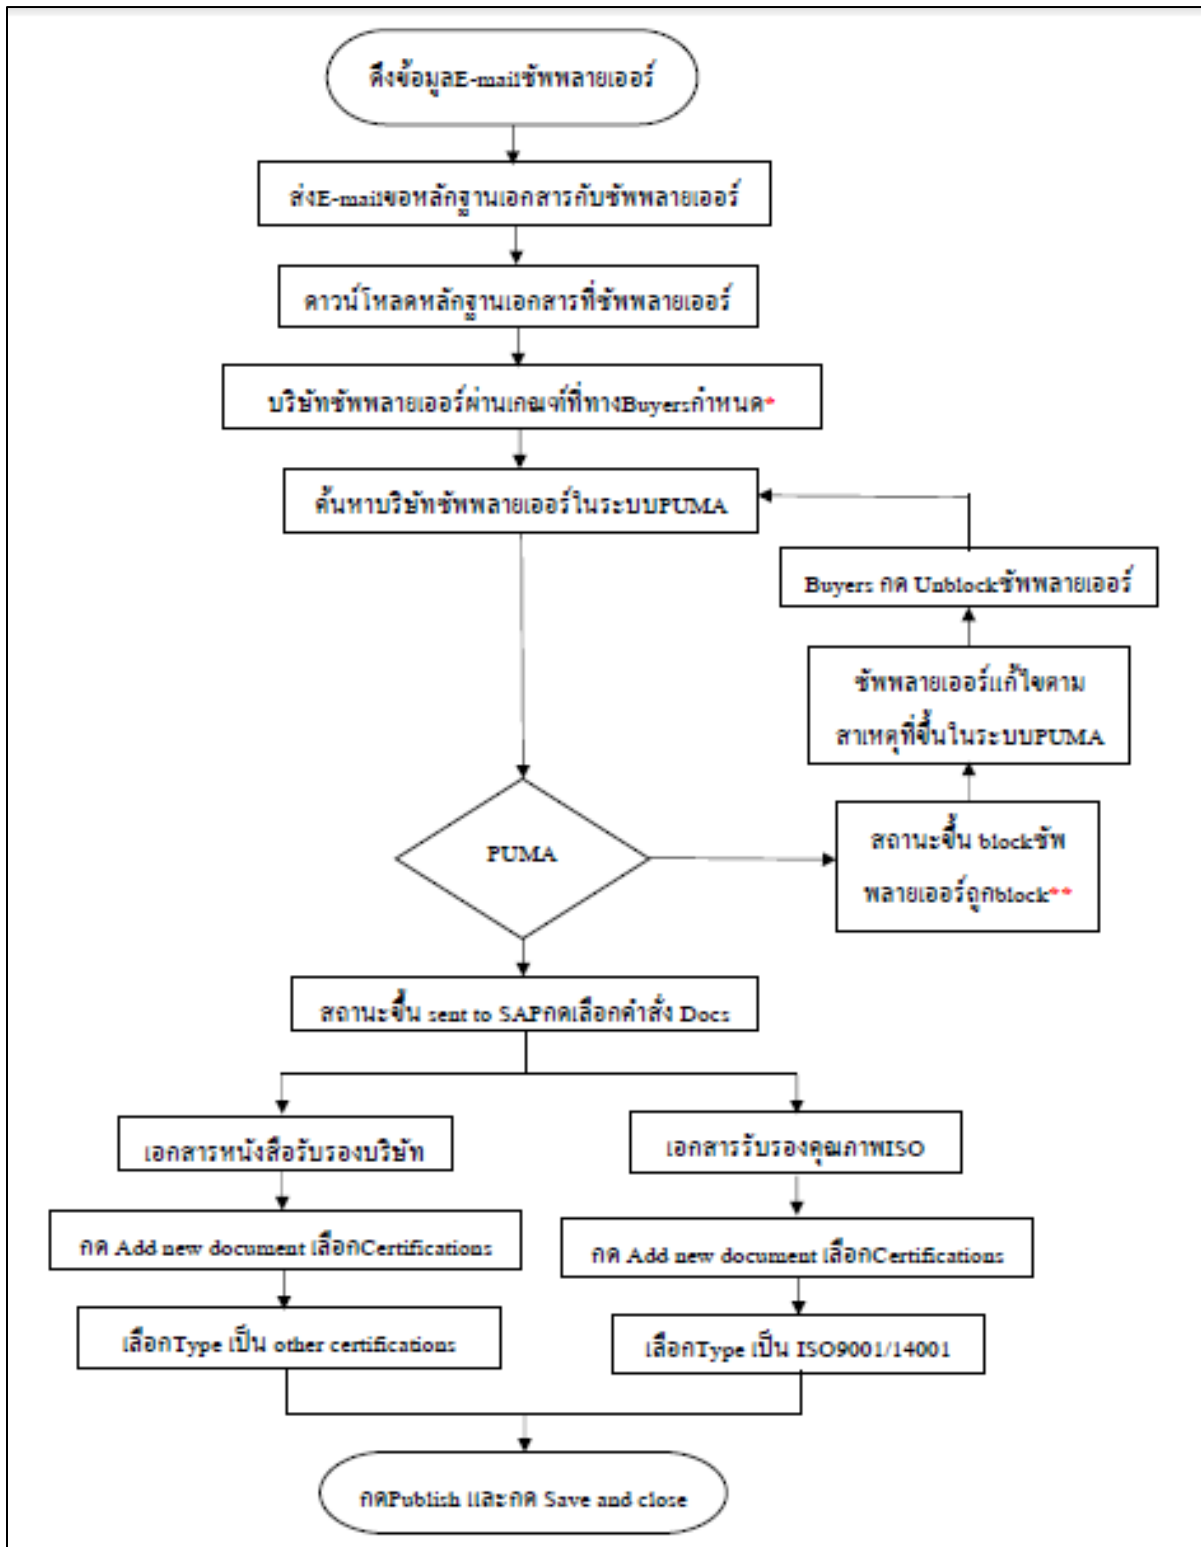 ดึงข้อมูลE-mailซัพพลายเออร์
ส่งE-mailขอหลักฐานเอกสารกับซัพพลายเออร์
ดาวน์โหลดหลักฐานเอกสารที่ซัพพลายเออร์
บริษัทซัพพลายเออร์ผ่านเกณฑ์ที่ทางBuyersกำหนด*
ค้นหาบริษัทซัพพลายเออร์ในระบบPUMA
Buyers กด Unblockซัพพลายเออร์
ซัพพลายเออร์แก้ไขตาม
สาเหตุที่ขึ้นในระบบPUMA
PUMA
สถานะขึ้น blockซัพ
พลายเออร์ถูกblock**
สถานะขึ้น sent to SAPกดเลือกคำสั่ง Docs
เอกสารหนังสือรับรองบริษัท
เอกสารรับรองคุณภาพISO
กด Add new document เลือกCertifications
กด Add new document เลือกCertifications
เลือกType เป็น other certifications
เลือกType เป็น ISO9001/14001
กดPublish และกด Save and close